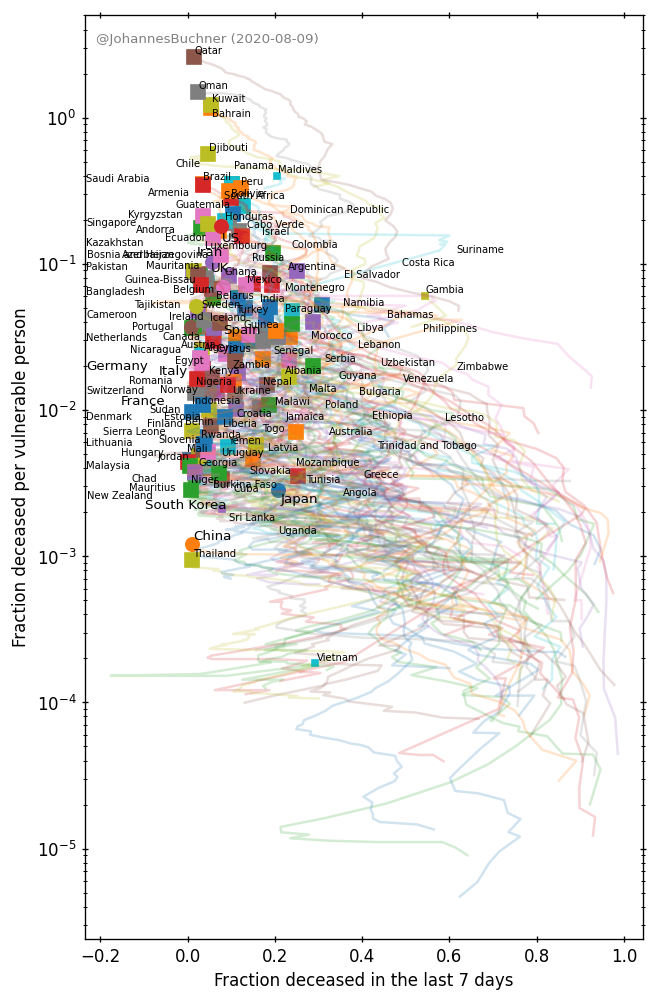 @JohannesBuchner (2020-08-09)
Qatar
Oman
Kuwait
Bahrain
Djibouti
Chile
Panama
Maldives
Saudi Arabia
Brazil
Peru
Armenia
Bolivia
South Africa
Guatemala
Dominican Republic
Kyrgyzstan
Honduras
Singapore
Cabo Verde
Andorra
Israel
Ecuador
US
Kazakhstan
Luxembourg
Colombia
Suriname
Iran
Bosnia and Herzegovina
Azerbaijan
Russia
Costa Rica
Pakistan
Mauritania
UK
Argentina
Ghana
El Salvador
Guinea-Bissau
Mexico
Bangladesh
Belgium
Montenegro
Gambia
Belarus
India
Tajikistan
Sweden
Namibia
Cameroon
Ireland
Iceland
Turkey
Paraguay
Bahamas
Portugal
Spain
Guinea
Libya
Philippines
Netherlands
Canada
Morocco
Austria
Lebanon
Nicaragua
Algeria
Cyprus
Senegal
Germany
Egypt
Zambia
Serbia
Uzbekistan
Zimbabwe
Italy
Kenya
Albania
Guyana
Venezuela
Romania
Nigeria
Nepal
Switzerland
Norway
Ukraine
Malta
Bulgaria
France
Indonesia
Malawi
Poland
Denmark
Sudan
Estonia
Croatia
Jamaica
Ethiopia
Lesotho
Finland
Benin
Liberia
Sierra Leone
Rwanda
Togo
Australia
Lithuania
Slovenia
Yemen
Trinidad and Tobago
Hungary
Mali
Uruguay
Latvia
Malaysia
Jordan
Georgia
Mozambique
Slovakia
Greece
Chad
Niger
Tunisia
Mauritius
Burkina Faso
Cuba
Angola
New Zealand
South Korea
Japan
Sri Lanka
Uganda
China
Thailand
Vietnam
10⁰
10⁻¹
10⁻²
10⁻³
10⁻⁴
10⁻⁵
Fraction deceased per vulnerable person
−0.2 0.0 0.2 0.4 0.6 0.8 1.0
Fraction deceased in the last 7 days